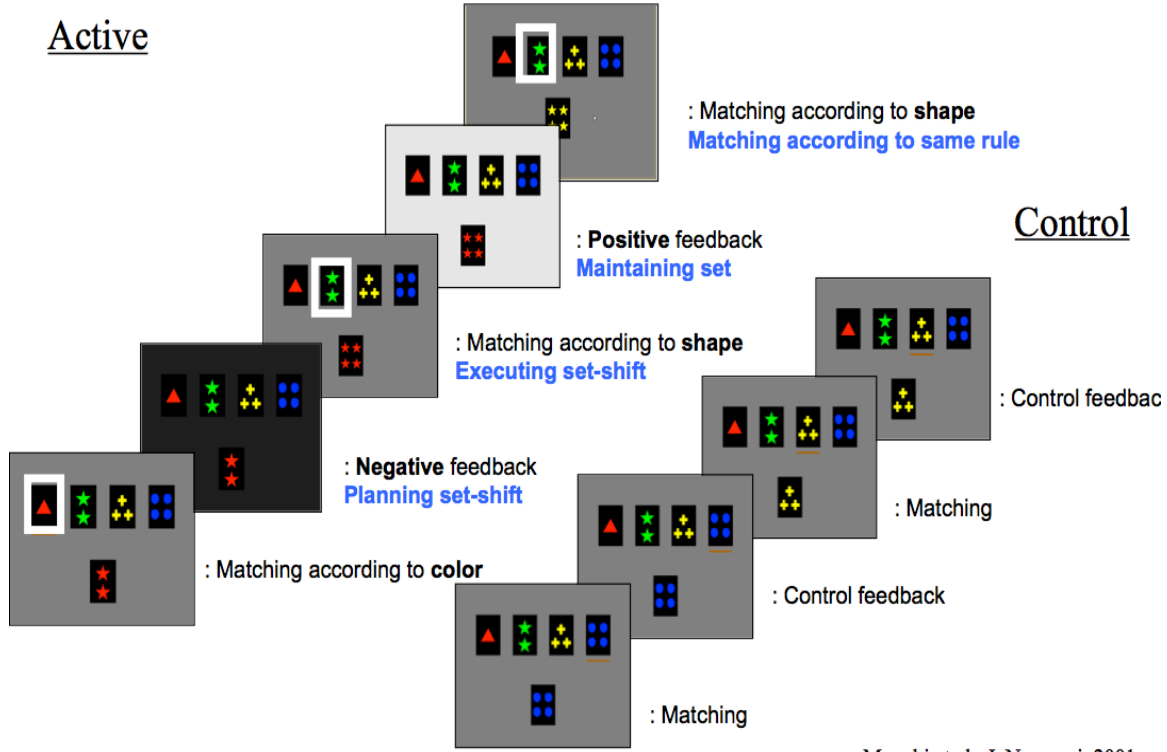 Active
: Matching according to shape
Matching according to same rule
: Positive feedback
Maintaining set
: Matching according to shape
Executing set-shift
: Negative feedback
Planning set-shift
: Matching according to color
Control
: Control feedbac
: Matching
: Control feedback
: Matching